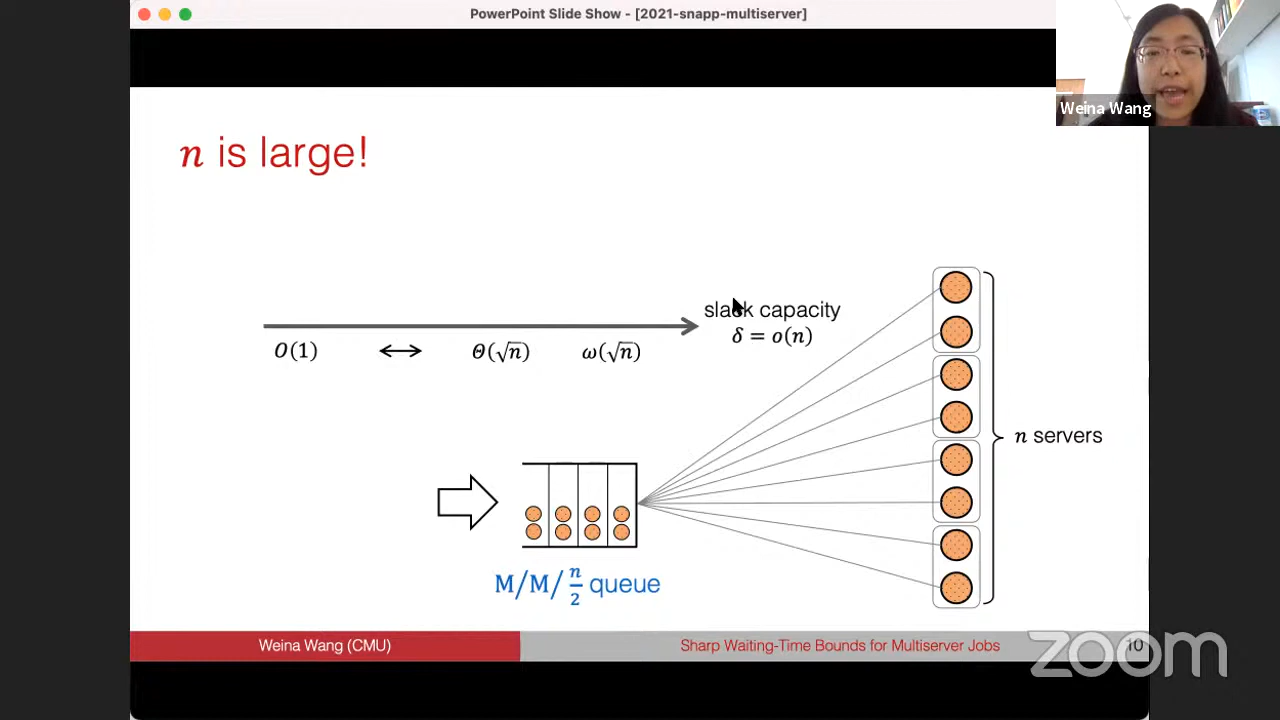 PowerPoint Slide Show - [2021-snapp-multiserver]
Weina Wang
n is large!
slack capacity
δ = o(n)
O(1) ↔ Θ(√n) ω(√n)
n servers
M/M/n/2 queue
Weina Wang (CMU) Sharp Waiting-Time Bounds for Multiserver Jobs 10
zoom